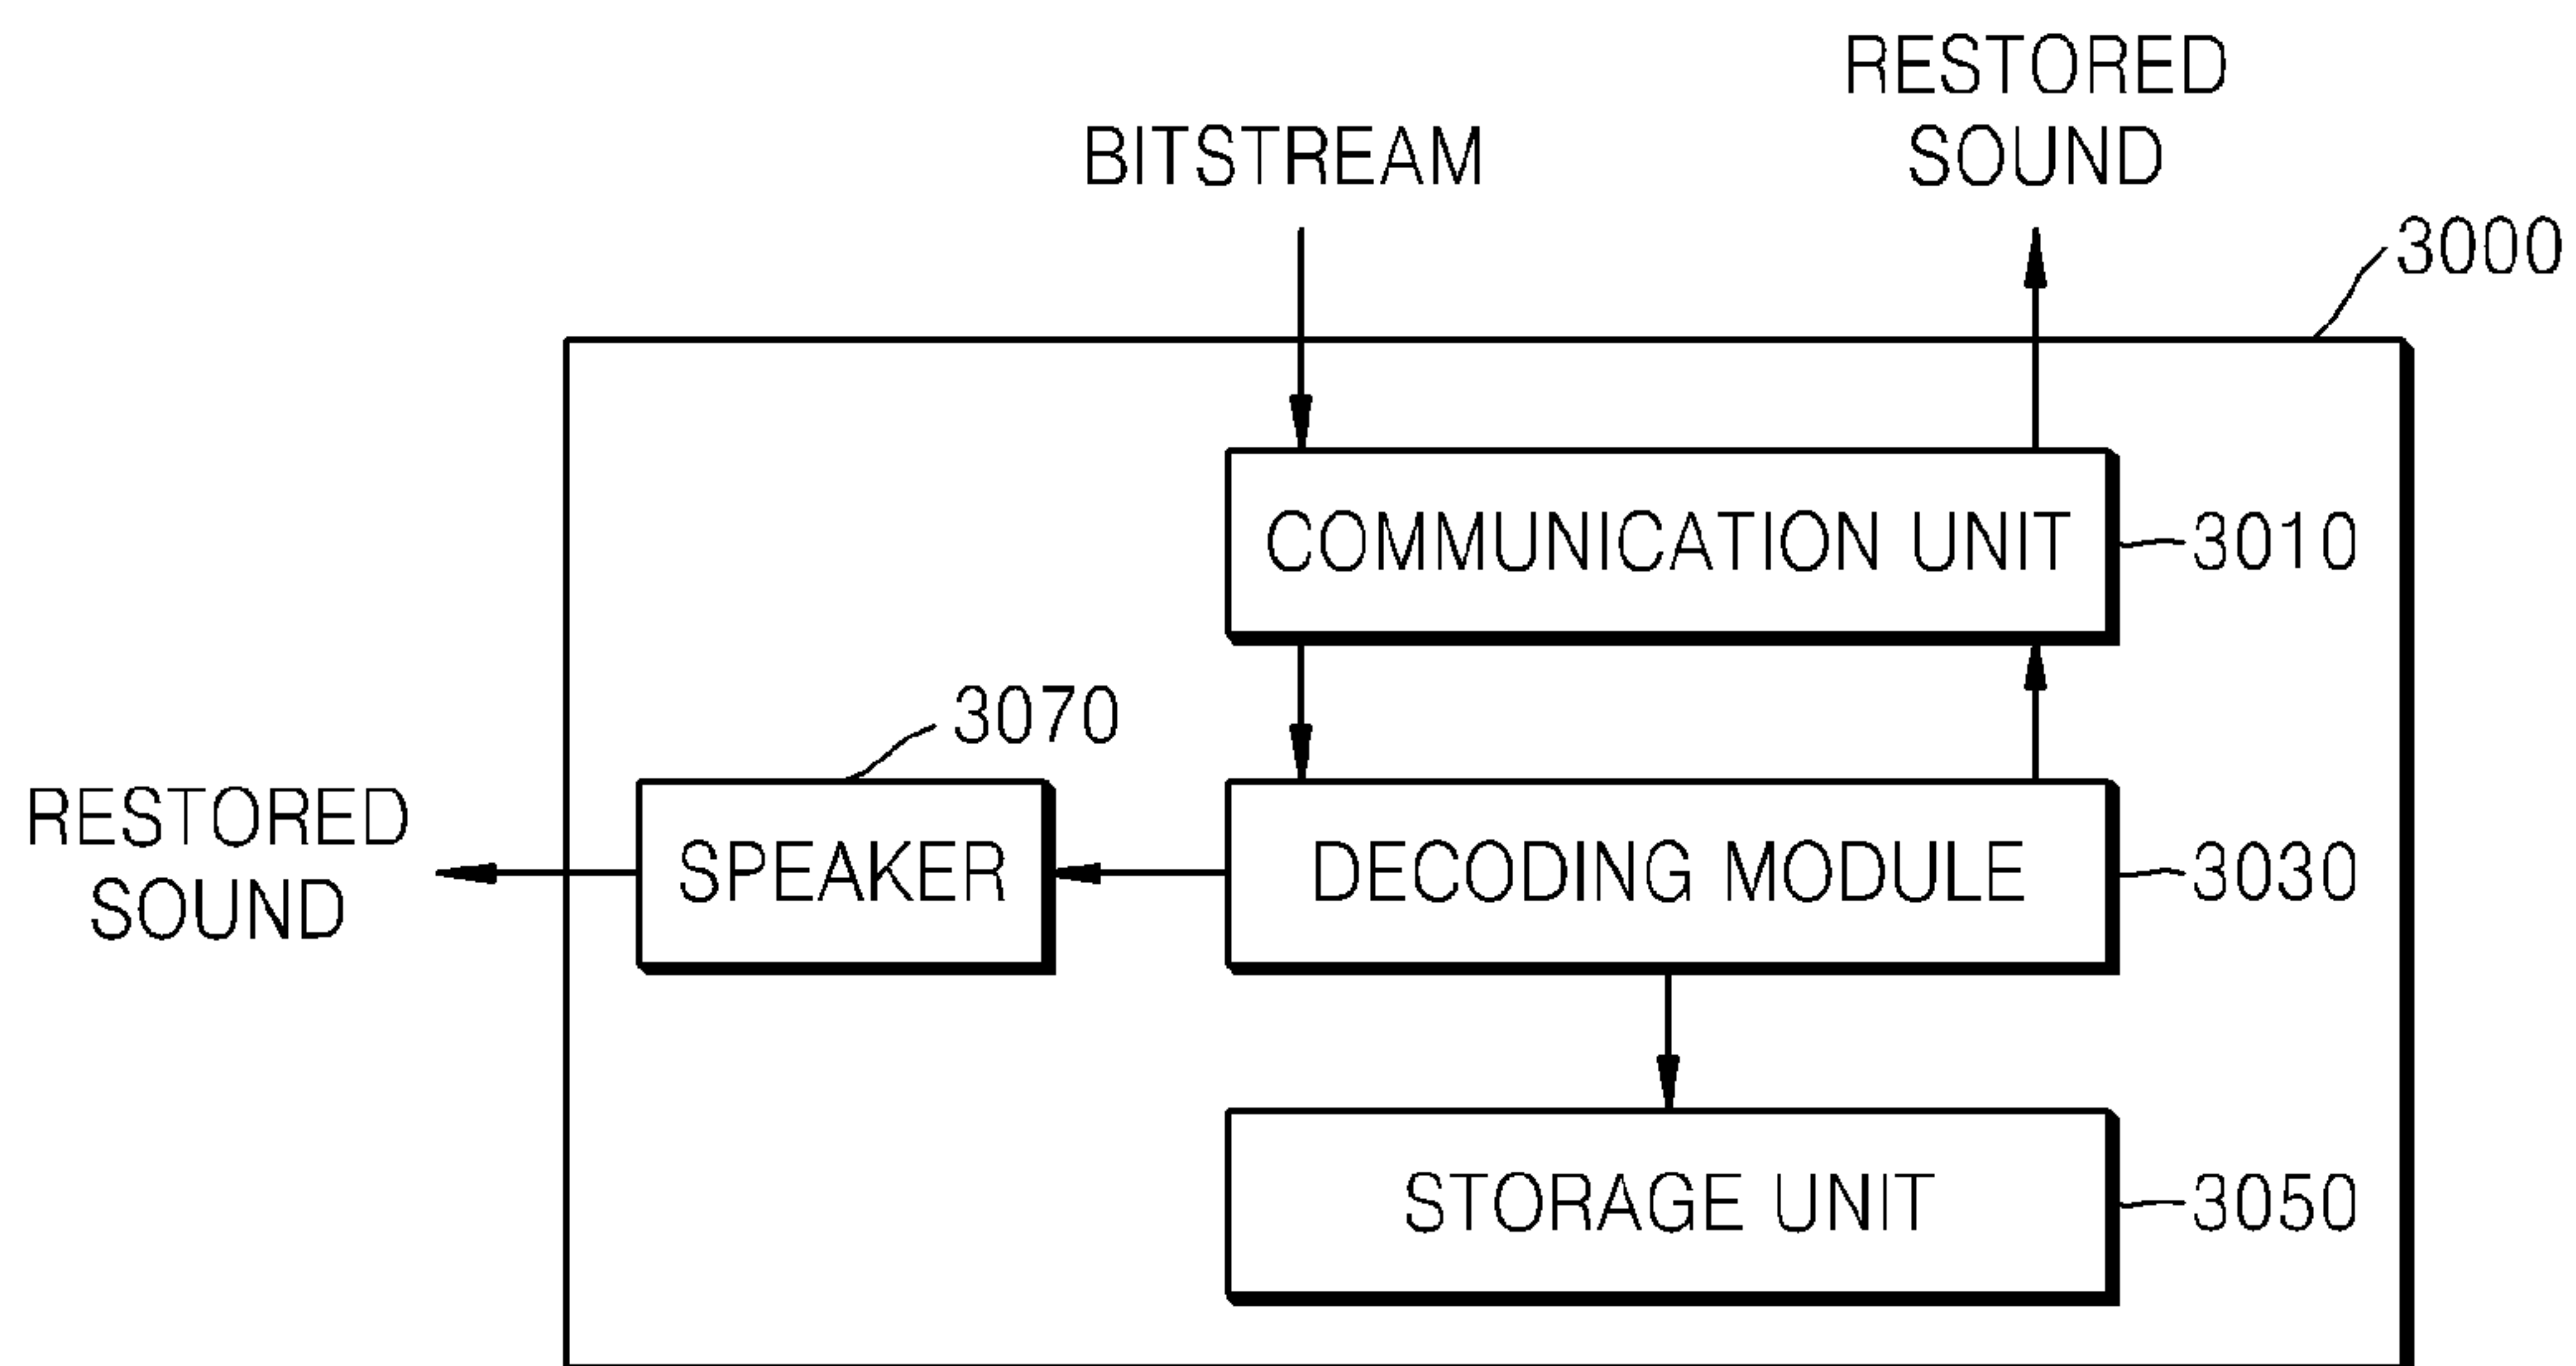 RESTORED
SOUND
BITSTREAM
3000
COMMUNICATION UNIT
3010
3070
RESTORED
SOUND
SPEAKER
DECODING MODULE
3030
STORAGE UNIT
3050